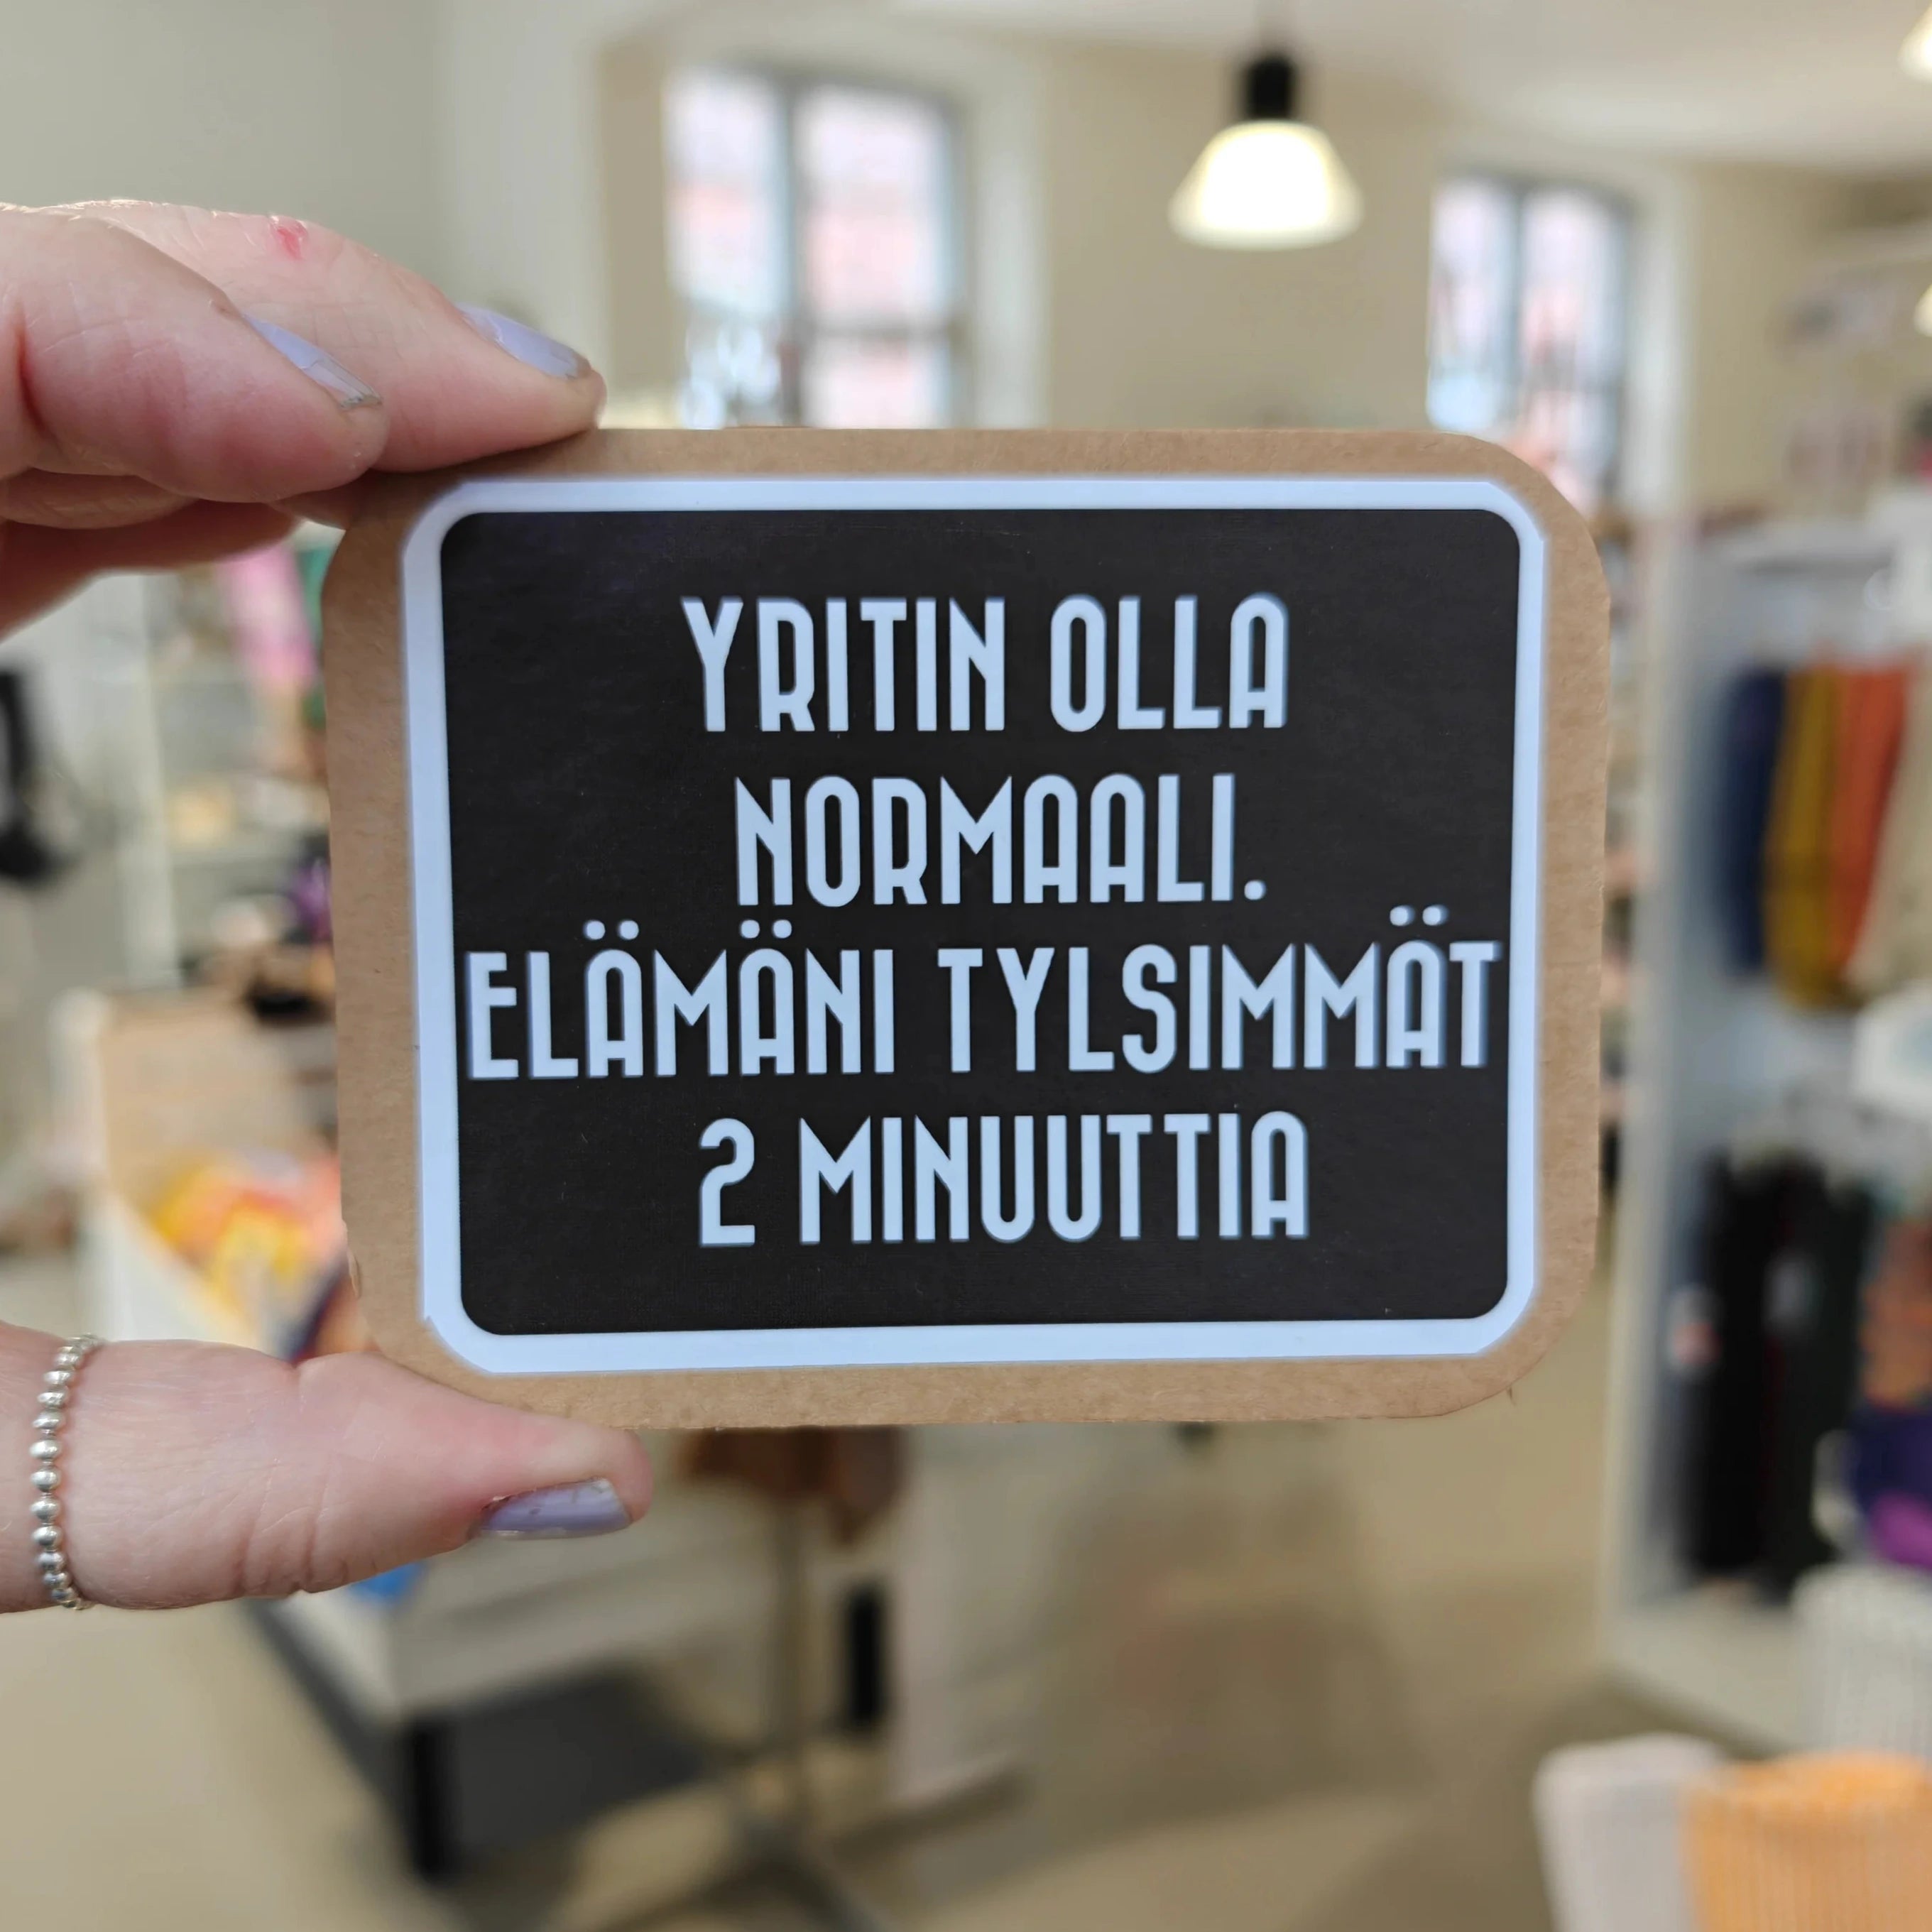 YRITIN OLLA
NORMAALI.
ELÄMÄNI TYLSIMMÄT
2 MINUUTTIA